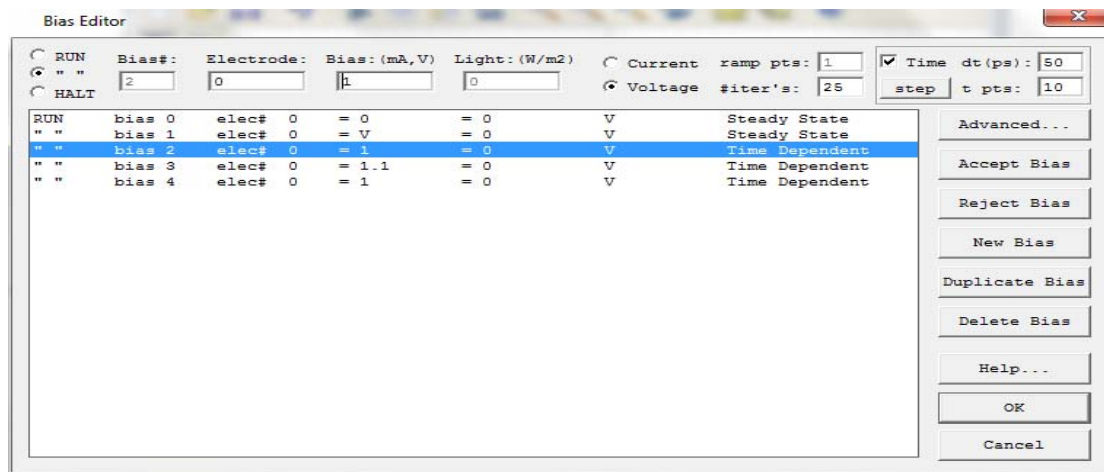 Bias Editor
RUN Bias#: Electrode: Bias:(mA,V) Light:(W/m2) Current ramp pts: 1 Time dt(ps): 50
" " 2 0 1 0 Voltage #iter's: 25 step t pts: 10
HALT
RUN bias 0 elec# 0 = 0 = 0 V Steady State
" " bias 1 elec# 0 = V = 0 V Steady State
" " bias 2 elec# 0 = 1 = 0 V Time Dependent
" " bias 3 elec# 0 = 1.1 = 0 V Time Dependent
" " bias 4 elec# 0 = 1 = 0 V Time Dependent
Advanced...
Accept Bias
Reject Bias
New Bias
Duplicate Bias
Delete Bias
Help...
OK
Cancel